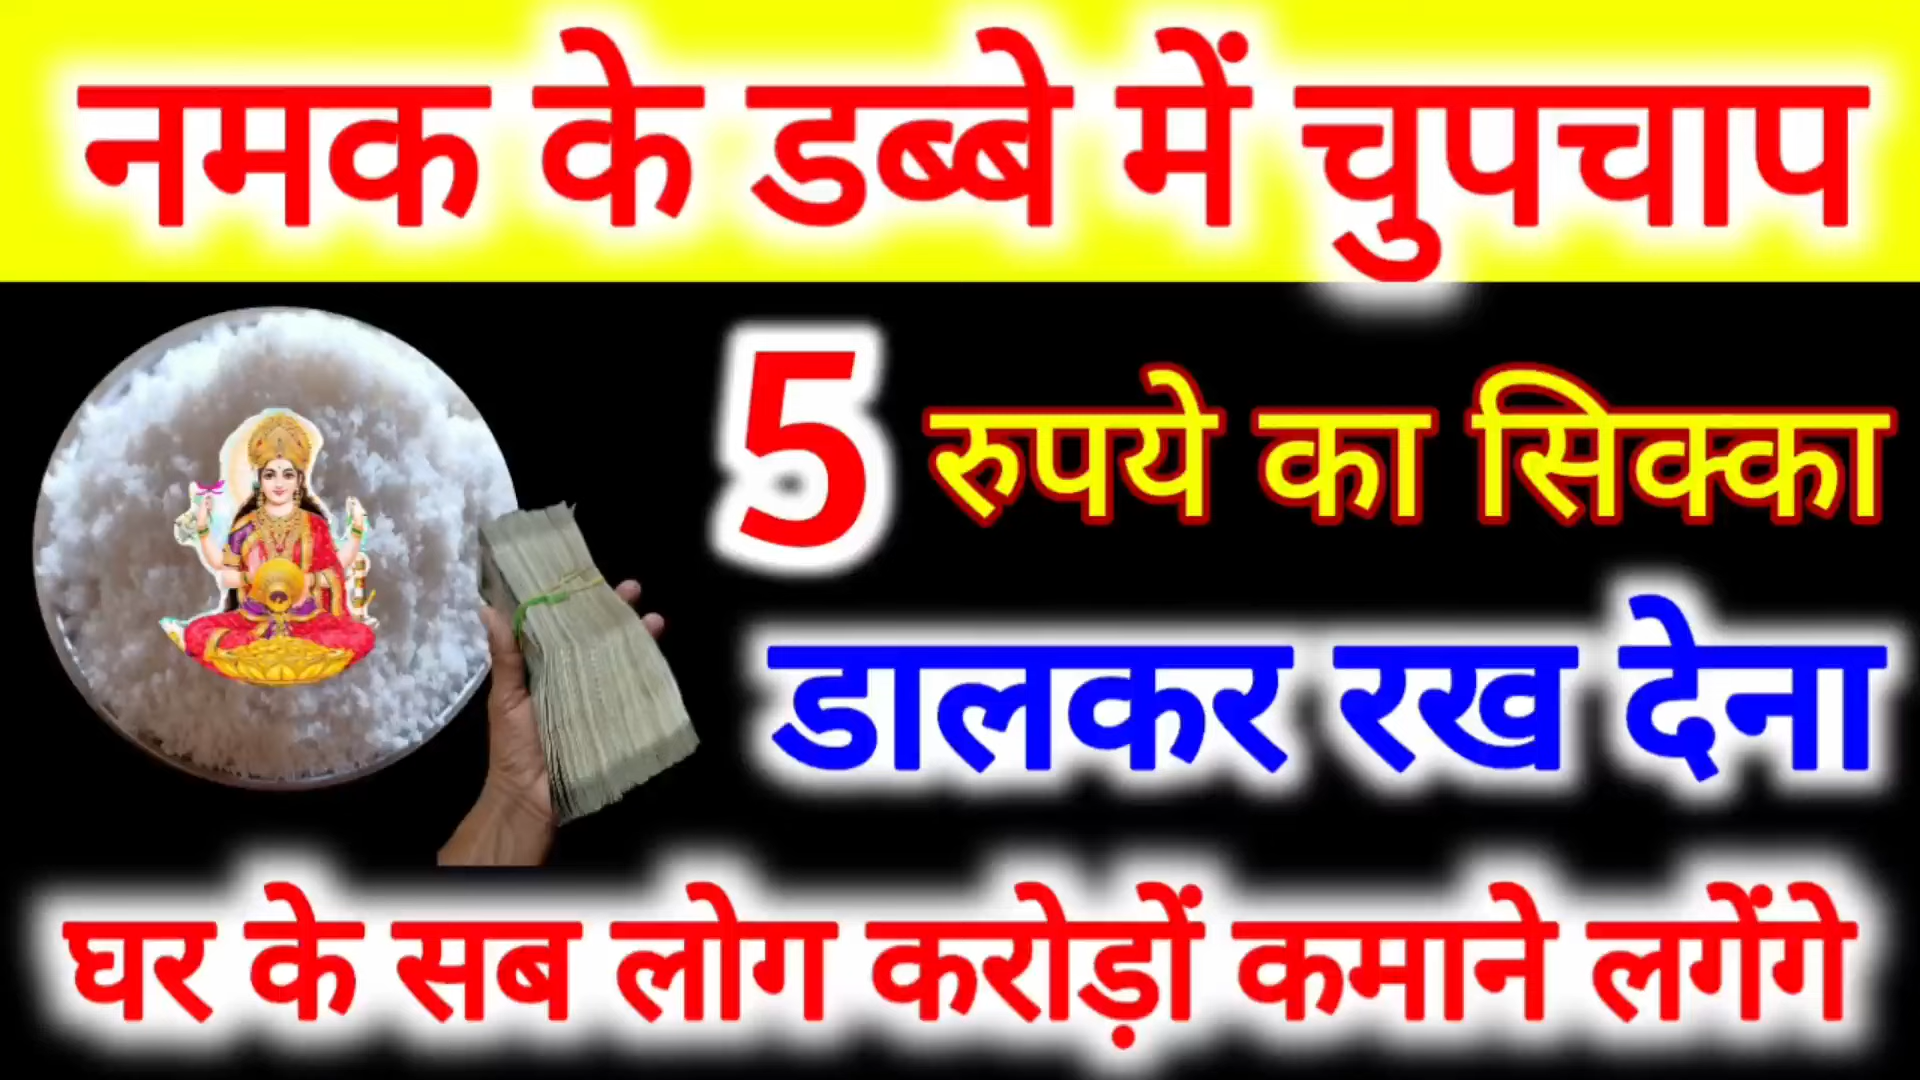 नमक के डब्बे में चुपचाप
5 रुपये का सिक्का
डालकर रख देना
घर के सब लोग करोड़ों कमाने लगेंगे